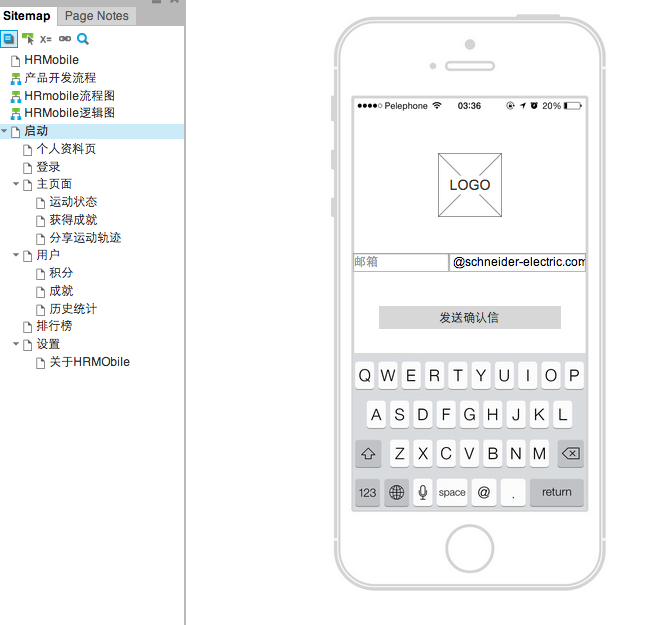 Sitemap Page Notes
X=
HRMobile
产品开发流程
HRmobile流程图
HRMobile逻辑图
启动
个人资料页
登录
主页面
运动状态
获得成就
分享运动轨迹
用户
积分
成就
历史统计
排行榜
设置
关于HRMObile
Pelephone 03:36 20%
LOGO
邮箱 @schneider-electric.com
发送确认信
Q W E R T Y U I O P
A S D F G H J K L
Z X C V B N M
123 space @ . return